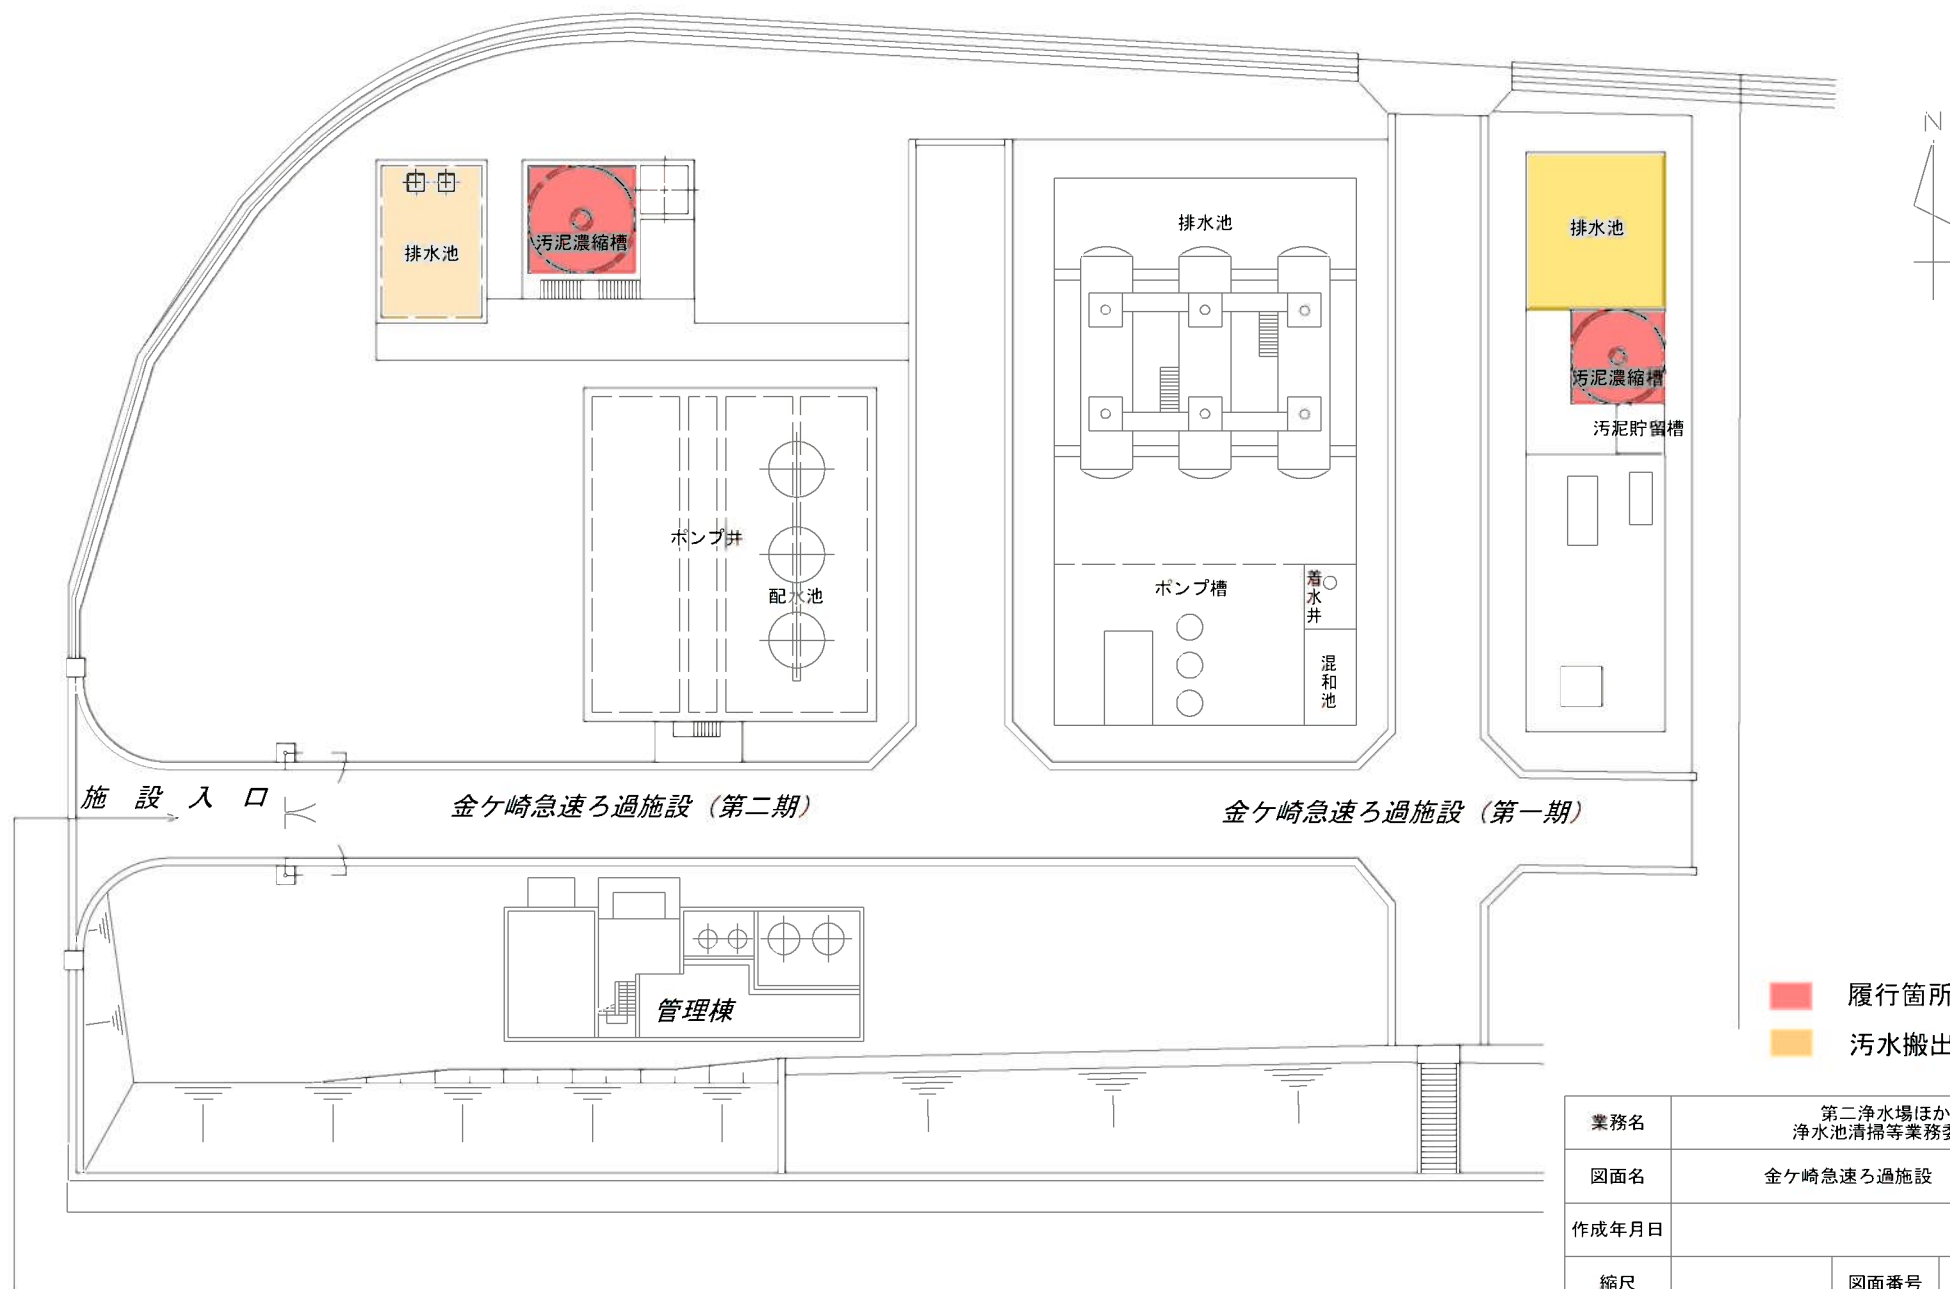 N
排水池
汚泥濃縮槽
排水池
排水池
汚泥濃縮槽
汚泥貯留槽
ポンプ井
配水池
ポンプ槽
着水井
混和池
施設入口
金ケ崎急速ろ過施設（第二期）
金ケ崎急速ろ過施設（第一期）
管理棟
履行箇所
汚水搬出
業務名
第二浄水場ほか
浄水池清掃等業務委
図面名
金ケ崎急速ろ過施設
作成年月日
縮尺
図面番号